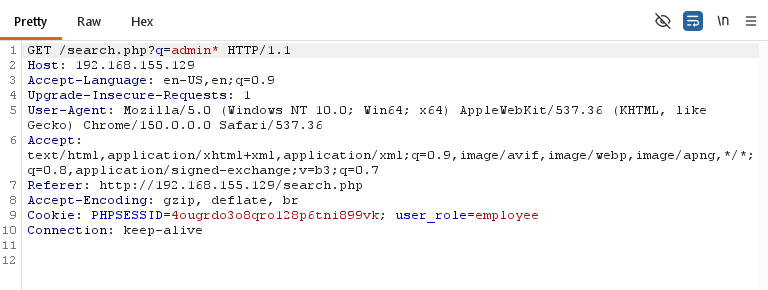 Pretty Raw Hex \n
1 GET /search.php?q=admin* HTTP/1.1
2 Host: 192.168.155.129
3 Accept-Language: en-US,en;q=0.9
4 Upgrade-Insecure-Requests: 1
5 User-Agent: Mozilla/5.0 (Windows NT 10.0; Win64; x64) AppleWebKit/537.36 (KHTML, like
Gecko) Chrome/150.0.0.0 Safari/537.36
6 Accept:
text/html,application/xhtml+xml,application/xml;q=0.9,image/avif,image/webp,image/apng,*/*;
q=0.8,application/signed-exchange;v=b3;q=0.7
7 Referer: http://192.168.155.129/search.php
8 Accept-Encoding: gzip, deflate, br
9 Cookie: PHPSESSID=4ougrdo3o8qro128p6tni899vk; user_role=employee
10 Connection: keep-alive
11
12